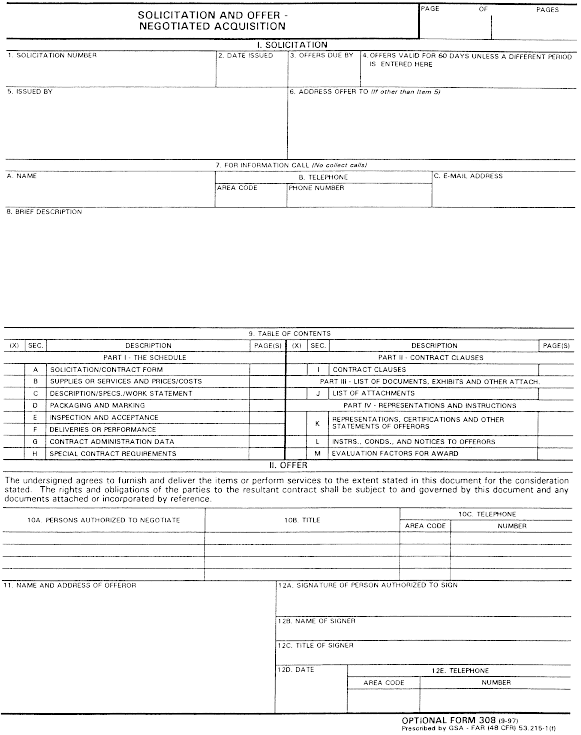 SOLICITATION AND OFFER -
NEGOTIATED ACQUISITION
PAGE OF PAGES
I. SOLICITATION
1. SOLICITATION NUMBER
2. DATE ISSUED
3. OFFERS DUE BY
4. OFFERS VALID FOR 60 DAYS UNLESS A DIFFERENT PERIOD
IS ENTERED HERE
5. ISSUED BY
6. ADDRESS OFFER TO (If other than Item 5)
7. FOR INFORMATION CALL (No collect calls)
A. NAME
B. TELEPHONE
C. E-MAIL ADDRESS
AREA CODE
PHONE NUMBER
8. BRIEF DESCRIPTION
9. TABLE OF CONTENTS
(X) SEC. DESCRIPTION PAGE(S) (X) SEC. DESCRIPTION PAGE(S)
PART I - THE SCHEDULE
PART II - CONTRACT CLAUSES
A SOLICITATION/CONTRACT FORM
I CONTRACT CLAUSES
B SUPPLIES OR SERVICES AND PRICES/COSTS
PART III - LIST OF DOCUMENTS, EXHIBITS AND OTHER ATTACH.
C DESCRIPTION/SPECS./WORK STATEMENT
J LIST OF ATTACHMENTS
D PACKAGING AND MARKING
PART IV - REPRESENTATIONS AND INSTRUCTIONS
E INSPECTION AND ACCEPTANCE
K REPRESENTATIONS, CERTIFICATIONS AND OTHER
STATEMENTS OF OFFERORS
F DELIVERIES OR PERFORMANCE
G CONTRACT ADMINISTRATION DATA
L INSTRS., CONDS., AND NOTICES TO OFFERORS
H SPECIAL CONTRACT REQUIREMENTS
M EVALUATION FACTORS FOR AWARD
II. OFFER
The undersigned agrees to furnish and deliver the items or perform services to the extent stated in this document for the consideration
stated. The rights and obligations of the parties to the resultant contract shall be subject to and governed by this document and any
documents attached or incorporated by reference.
10A. PERSONS AUTHORIZED TO NEGOTIATE
10B. TITLE
10C. TELEPHONE
AREA CODE
NUMBER
11. NAME AND ADDRESS OF OFFEROR
12A. SIGNATURE OF PERSON AUTHORIZED TO SIGN
12B. NAME OF SIGNER
12C. TITLE OF SIGNER
12D. DATE
12E. TELEPHONE
AREA CODE
NUMBER
OPTIONAL FORM 308 (9-97)
Prescribed by GSA - FAR (48 CFR) 53.215-1(f)